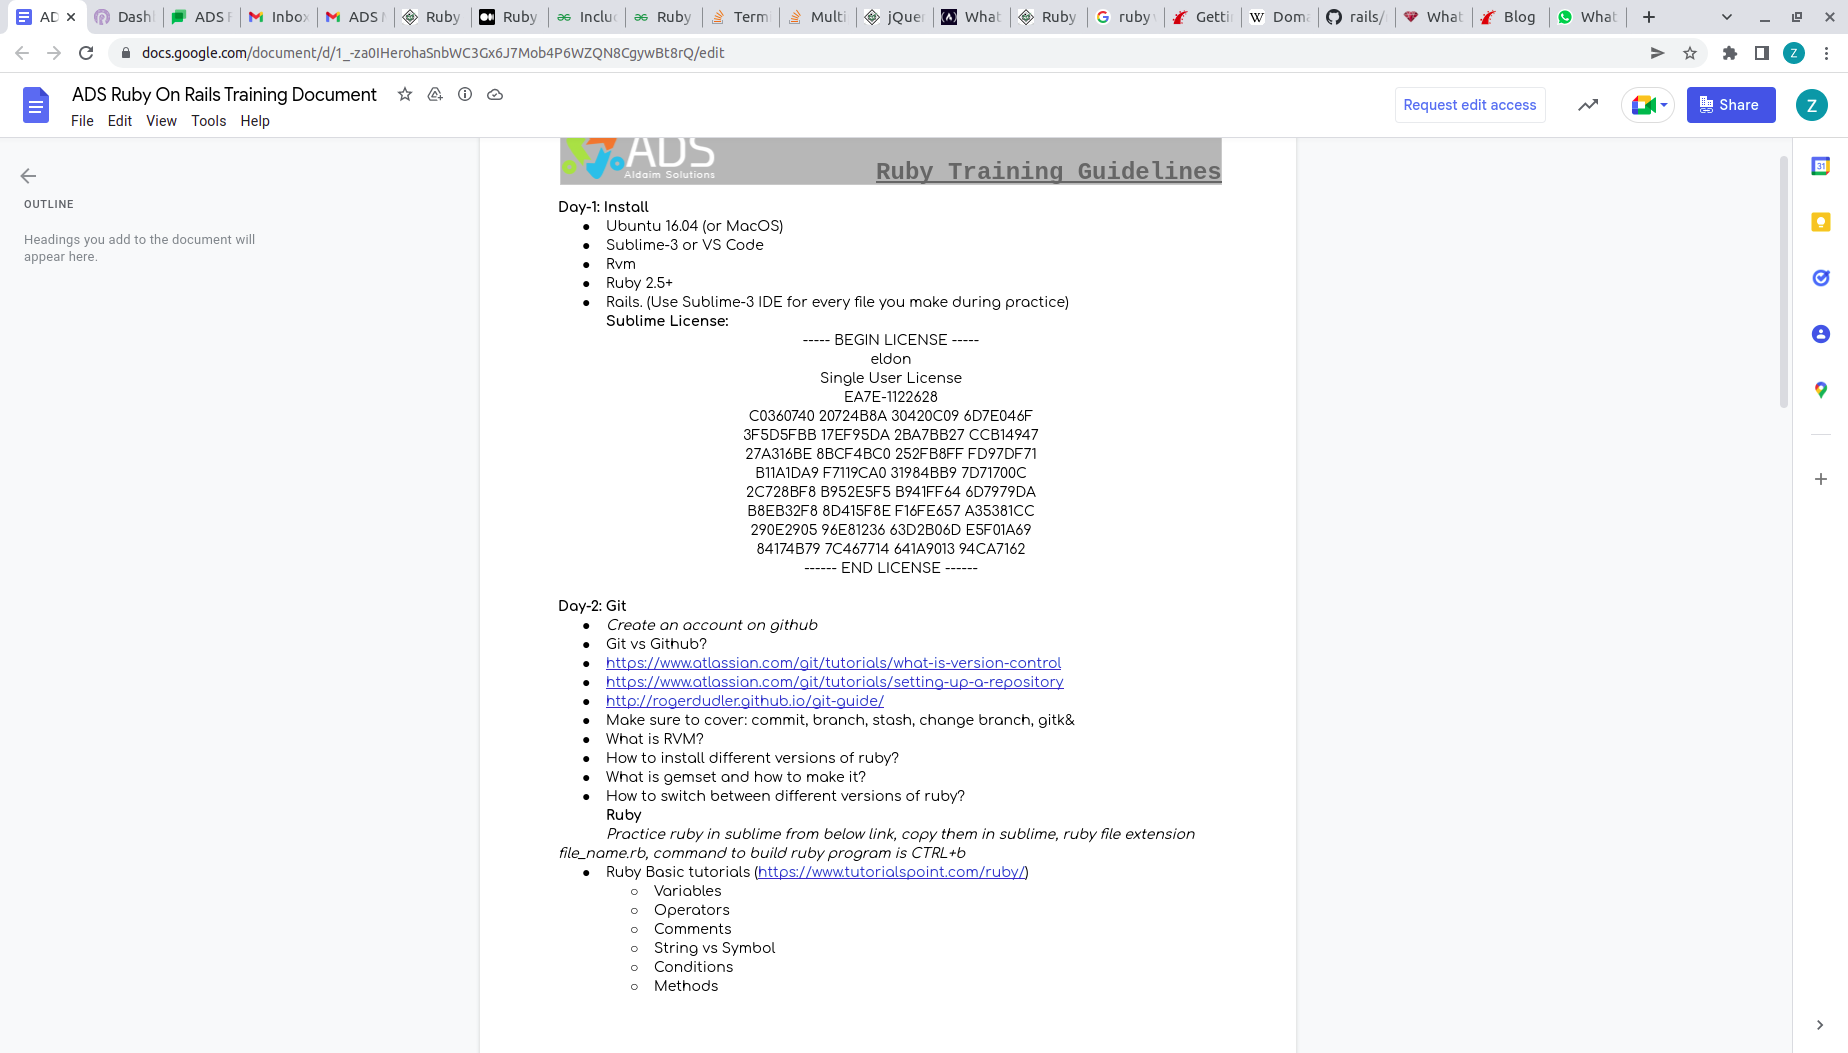 AD
Dashl
ADS F
Inbox
ADS M
Ruby
Ruby
Inclu
Ruby
Term
Multi
jQuer
What
Ruby
ruby
Getti
Doma
rails/
What
Blog
What
docs.google.com/document/d/1_-za0IHerohaSnbWC3Gx6J7Mob4P6WZQN8CgywBt8rQ/edit
Z
ADS Ruby On Rails Training Document
File Edit View Tools Help
Request edit access
Share
Z
OUTLINE
Headings you add to the document will
appear here.
ADS
Aldaim Solutions
Ruby Training Guidelines
Day-1: Install
● Ubuntu 16.04 (or MacOS)
● Sublime-3 or VS Code
● Rvm
● Ruby 2.5+
● Rails. (Use Sublime-3 IDE for every file you make during practice)
Sublime License:
----- BEGIN LICENSE -----
eldon
Single User License
EA7E-1122628
C0360740 20724B8A 30420C09 6D7E046F
3F5D5FBB 17EF95DA 2BA7BB27 CCB14947
27A316BE 8BCF4BC0 252FB8FF FD97DF71
B11A1DA9 F7119CA0 31984BB9 7D71700C
2C728BF8 B952E5F5 B941FF64 6D7979DA
B8EB32F8 8D415F8E F16FE657 A35381CC
290E2905 96E81236 63D2B06D E5F01A69
84174B79 7C467714 641A9013 94CA7162
------ END LICENSE ------
Day-2: Git
● Create an account on github
● Git vs Github?
● https://www.atlassian.com/git/tutorials/what-is-version-control
● https://www.atlassian.com/git/tutorials/setting-up-a-repository
● http://rogerdudler.github.io/git-guide/
● Make sure to cover: commit, branch, stash, change branch, gitk&
● What is RVM?
● How to install different versions of ruby?
● What is gemset and how to make it?
● How to switch between different versions of ruby?
Ruby
Practice ruby in sublime from below link, copy them in sublime, ruby file extension
file_name.rb, command to build ruby program is CTRL+b
● Ruby Basic tutorials (https://www.tutorialspoint.com/ruby/)
○ Variables
○ Operators
○ Comments
○ String vs Symbol
○ Conditions
○ Methods
31